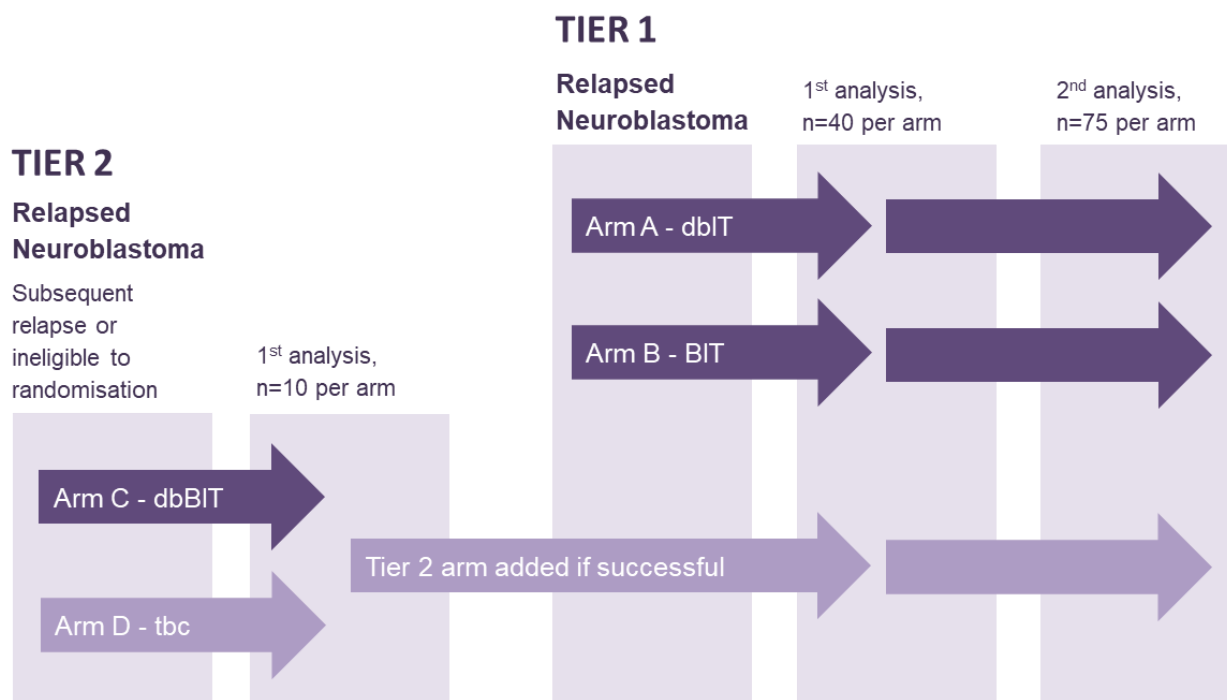 TIER 1
Relapsed
Neuroblastoma
1st analysis,
n=40 per arm
2nd analysis,
n=75 per arm
Arm A - dbIT
Arm B - BIT
TIER 2
Relapsed
Neuroblastoma
Subsequent
relapse or
ineligible to
randomisation
1st analysis,
n=10 per arm
Arm C - dbBIT
Tier 2 arm added if successful
Arm D - tbc